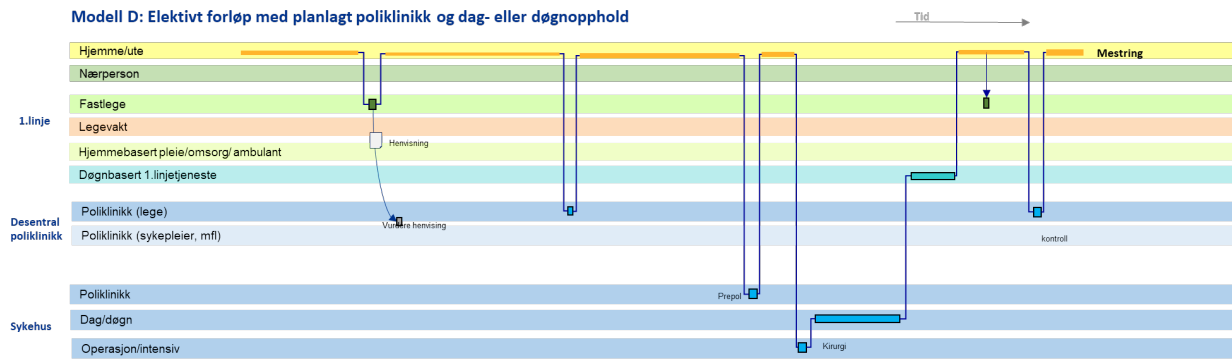 Modell D: Elektivt forløp med planlagt poliklinikk og dag- eller døgnopphold
Tid
Hjemme/ute
Mestring
Nærperson
1.linje
Fastlege
Legevakt
Henvisning
Hjemmebasert pleie/omsorg/ ambulant
Døgnbasert 1.linjetjeneste
Desentral
poliklinikk
Poliklinikk (lege)
Vurdere henvising
Poliklinikk (sykepleier, mfl)
kontroll
Sykehus
Poliklinikk
Prepol
Dag/døgn
Operasjon/intensiv
Kirurgi